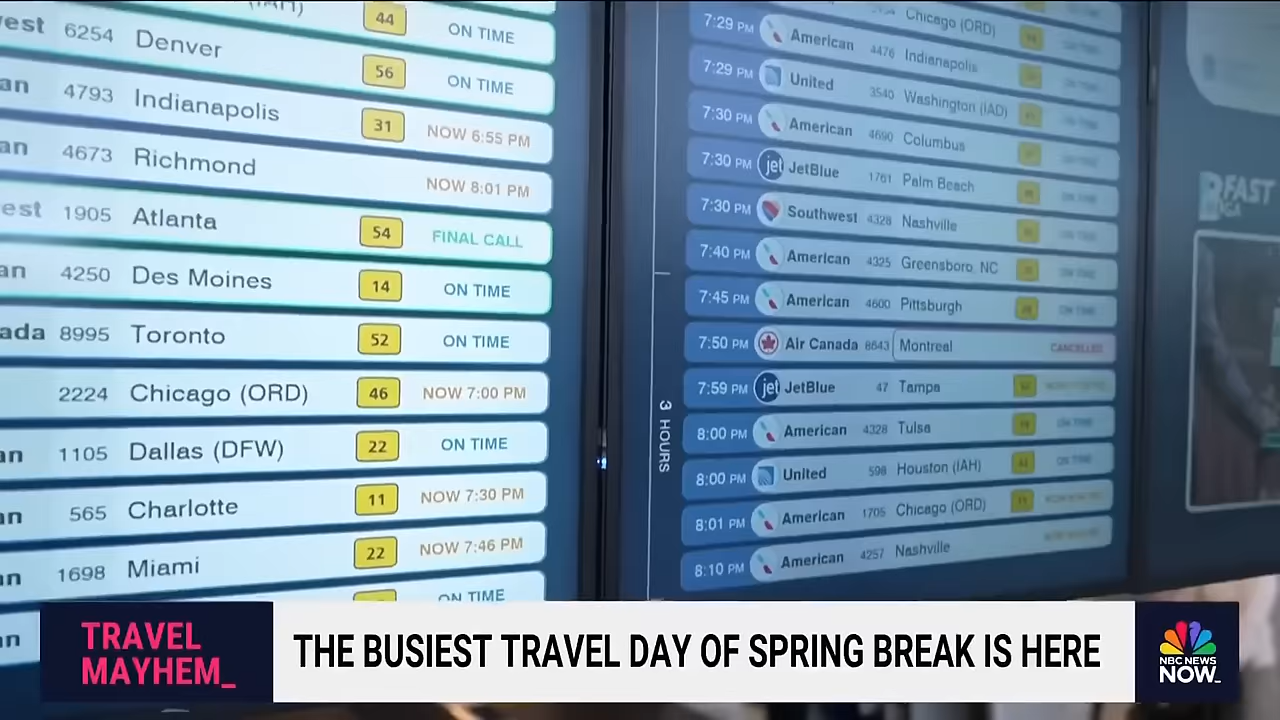 44 ON TIME
est 6254 Denver 56 ON TIME
an 4793 Indianapolis 31 NOW 6:55 PM
an 4673 Richmond NOW 8:01 PM
est 1905 Atlanta 54 FINAL CALL
an 4250 Des Moines 14 ON TIME
ada 8995 Toronto 52 ON TIME
2224 Chicago (ORD) 46 NOW 7:00 PM
an 1105 Dallas (DFW) 22 ON TIME
an 565 Charlotte 11 NOW 7:30 PM
an 1698 Miami 22 NOW 7:46 PM
an ON TIME
3 HOURS
7:29 PM American Chicago (ORD)
7:29 PM United 4476 Indianapolis
7:30 PM American 3540 Washington (IAD)
7:30 PM JetBlue 4690 Columbus
7:30 PM Southwest 1761 Palm Beach
7:40 PM American 4328 Nashville
7:45 PM American 4325 Greensboro, NC
4600 Pittsburgh
7:50 PM jet Air Canada 8643 Montreal CANCELLED
7:59 PM jet JetBlue 47 Tampa
8:00 PM American 4328 Tulsa
8:00 PM United 598 Houston (IAH)
8:01 PM American 1705 Chicago (ORD)
8:10 PM American 4257 Nashville
TRAVEL
MAYHEM_
THE BUSIEST TRAVEL DAY OF SPRING BREAK IS HERE
NBC NEWS
NOW_